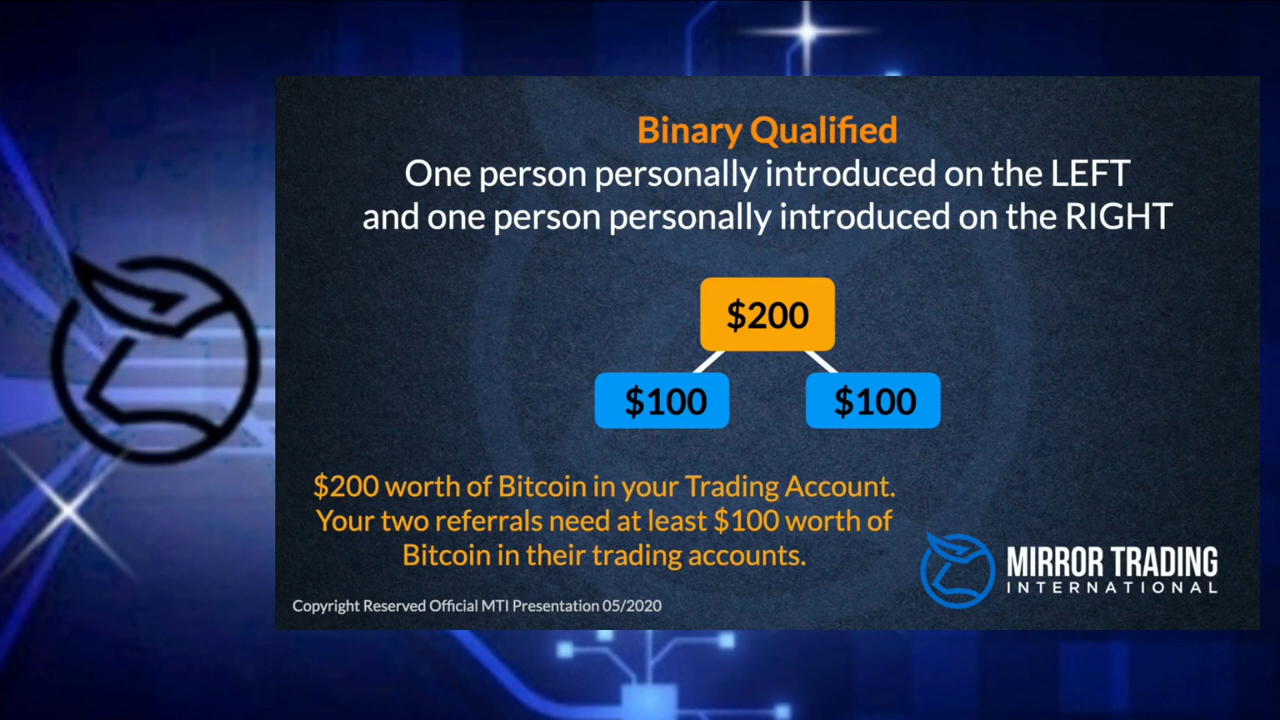 Binary Qualified
One person personally introduced on the LEFT
and one person personally introduced on the RIGHT
$200
$100
$100
$200 worth of Bitcoin in your Trading Account.
Your two referrals need at least $100 worth of
Bitcoin in their trading accounts.
MIRROR TRADING
INTERNATIONAL
Copyright Reserved Official MTI Presentation 05/2020